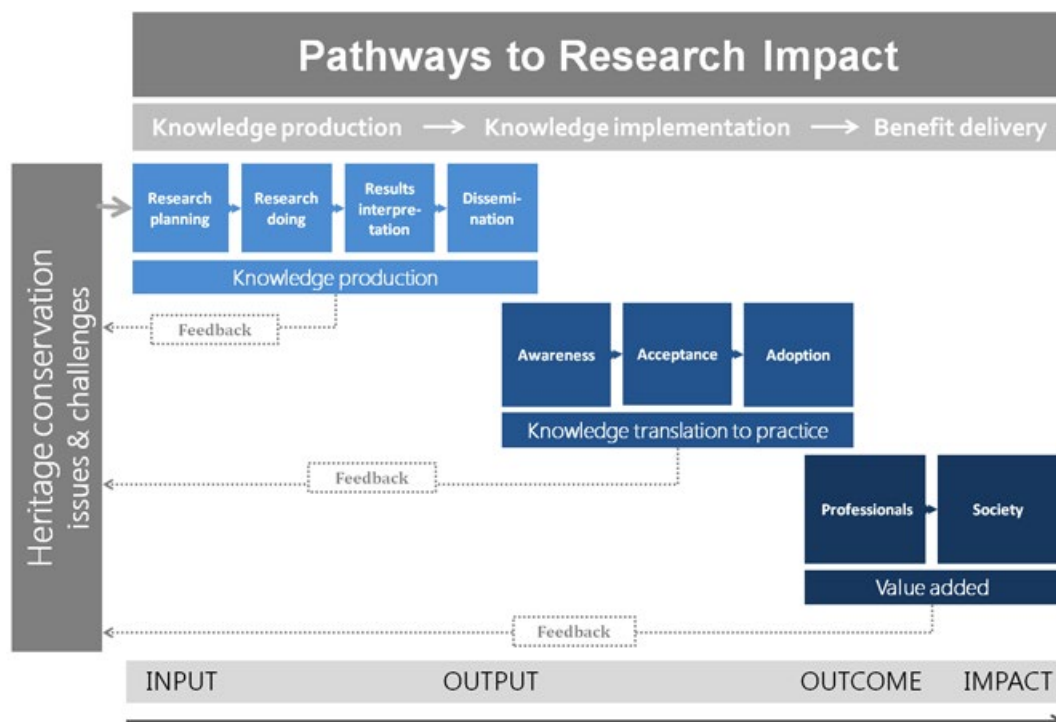 Pathways to Research Impact
Knowledge production → Knowledge implementation → Benefit delivery
Heritage conservation
issues & challenges
Research
planning
Research
doing
Results
interpre-
tation
Dissemi-
nation
Knowledge production
Feedback
Awareness
Acceptance
Adoption
Knowledge translation to practice
Feedback
Professionals
Society
Value added
Feedback
INPUT
OUTPUT
OUTCOME
IMPACT